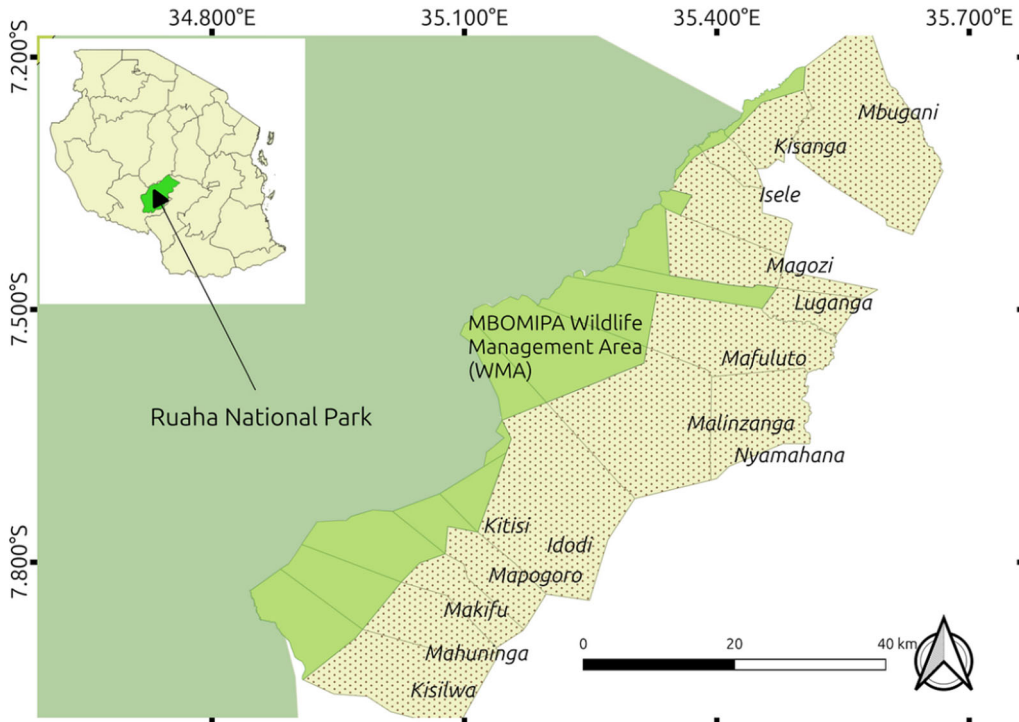 34.800°E
35.100°E
35.400°E
35.700°E
7.200°S
7.500°S
7.800°S
Mbugani
Kisanga
Isele
Magozi
Luganga
MBOMIPA Wildlife
Management Area
(WMA)
Mafuluto
Ruaha National Park
Malinzanga
Nyamahana
Kitisi
Idodi
Mapogoro
Makifu
Mahuninga
Kisilwa
0
20
40 km